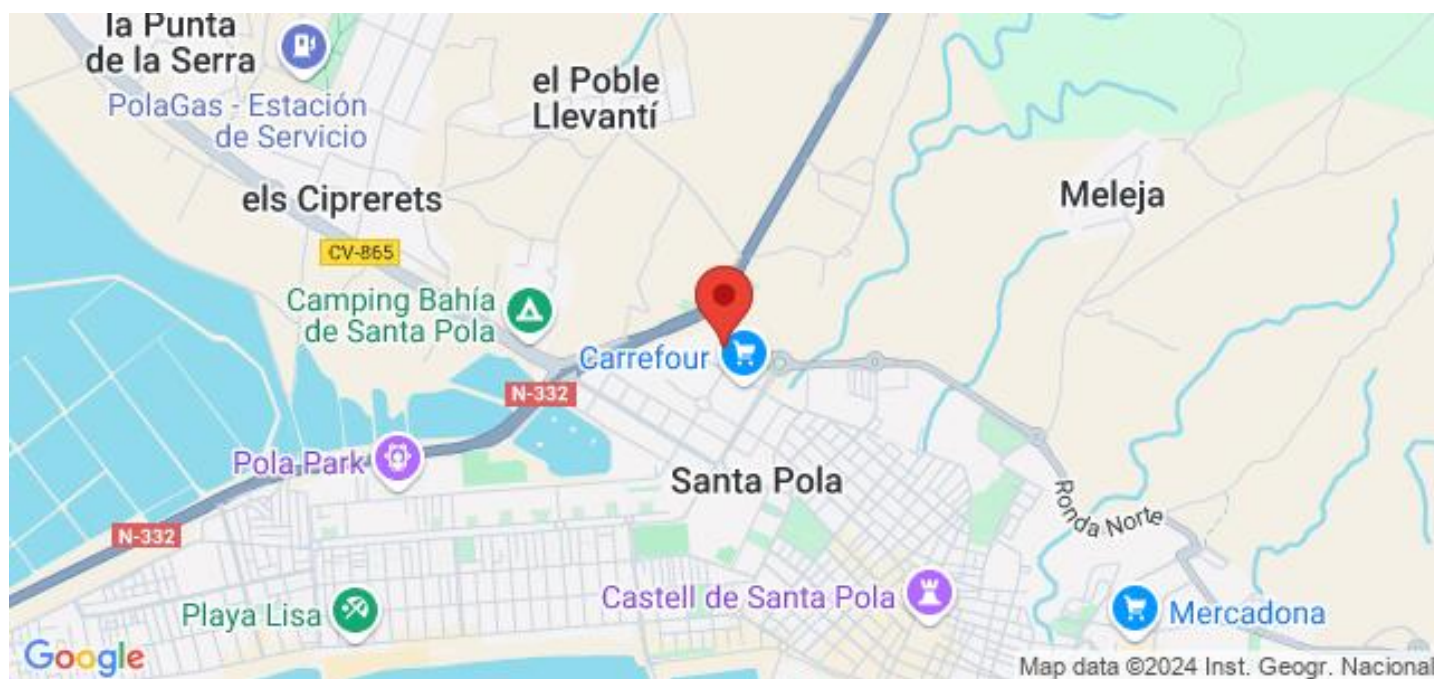 la Punta
de la Serra
PolaGas - Estación
de Servicio
el Poble
Llevantí
els Ciprerets
Meleja
CV-865
Camping Bahía
de Santa Pola
Carrefour
N-332
Pola Park
Santa Pola
Ronda Norte
N-332
Playa Lisa
Castell de Santa Pola
Mercadona
Google
Map data ©2024 Inst. Geogr. Nacional